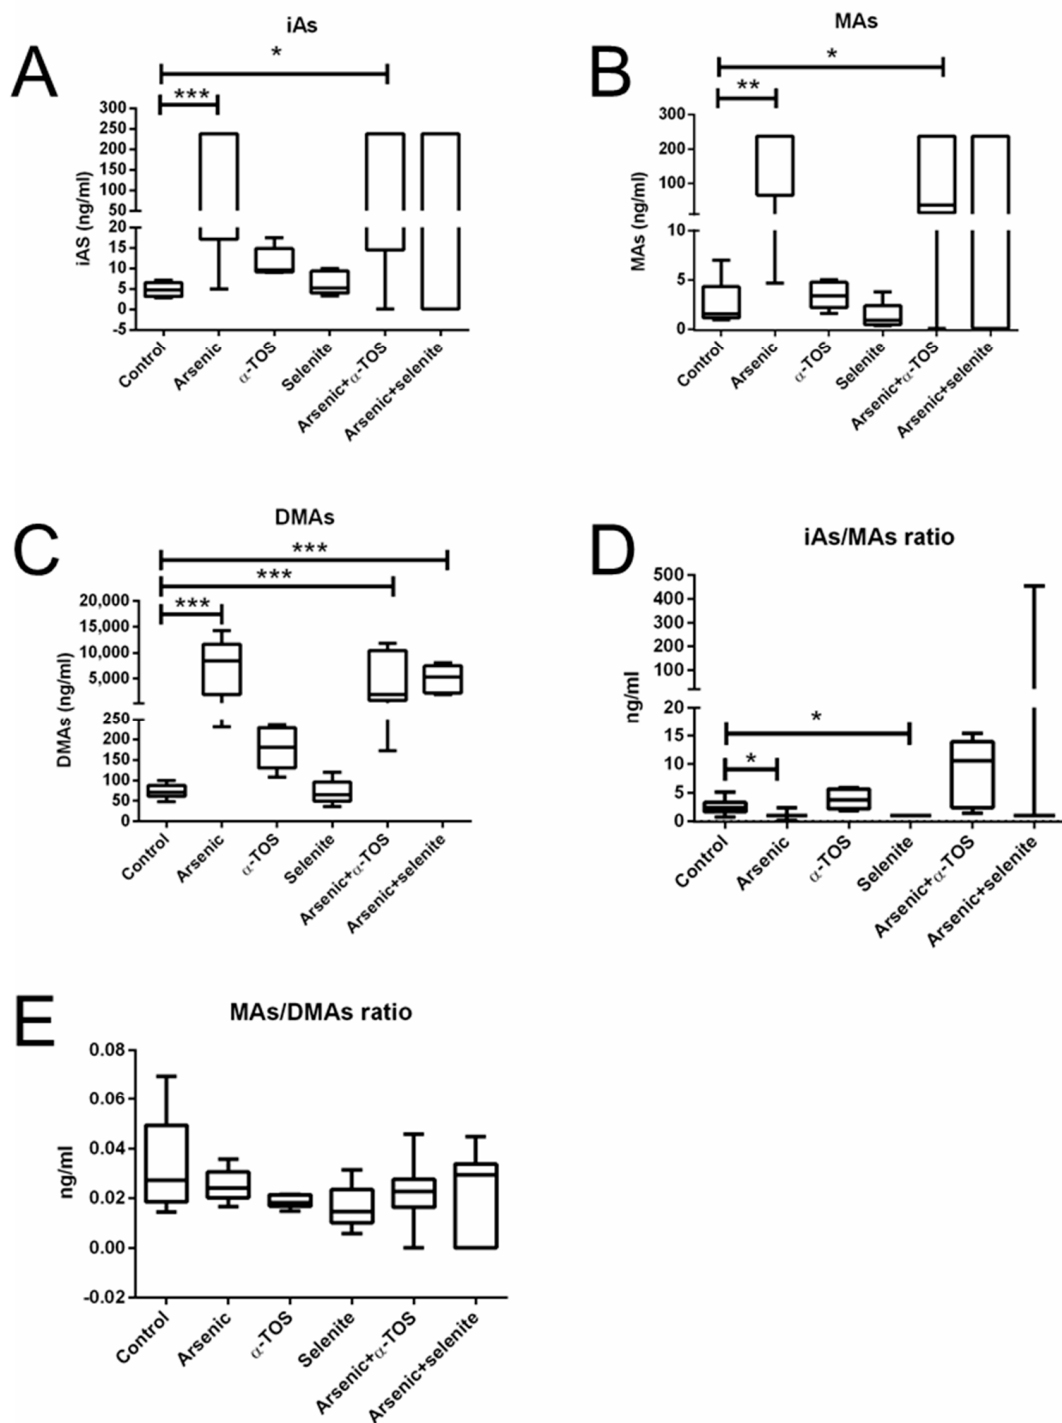 A
iAs
*
***
iAS (ng/ml)
300
250
200
150
100
50
20
15
10
5
0
-5
Control
Arsenic
α-TOS
Selenite
Arsenic+α-TOS
Arsenic+selenite
B
MAs
*
**
MAs (ng/ml)
300
200
100
10
5
0
Control
Arsenic
α-TOS
Selenite
Arsenic+α-TOS
Arsenic+selenite
C
DMAs
***
***
***
DMAs (ng/ml)
20,000
15,000
10,000
5,000
250
200
150
100
50
0
Control
Arsenic
α-TOS
Selenite
Arsenic+α-TOS
Arsenic+selenite
D
iAs/MAs ratio
*
*
ng/ml
500
400
300
200
100
20
15
10
5
0
Control
Arsenic
α-TOS
Selenite
Arsenic+α-TOS
Arsenic+selenite
E
MAs/DMAs ratio
ng/ml
0.08
0.06
0.04
0.02
0.00
-0.02
Control
Arsenic
α-TOS
Selenite
Arsenic+α-TOS
Arsenic+selenite